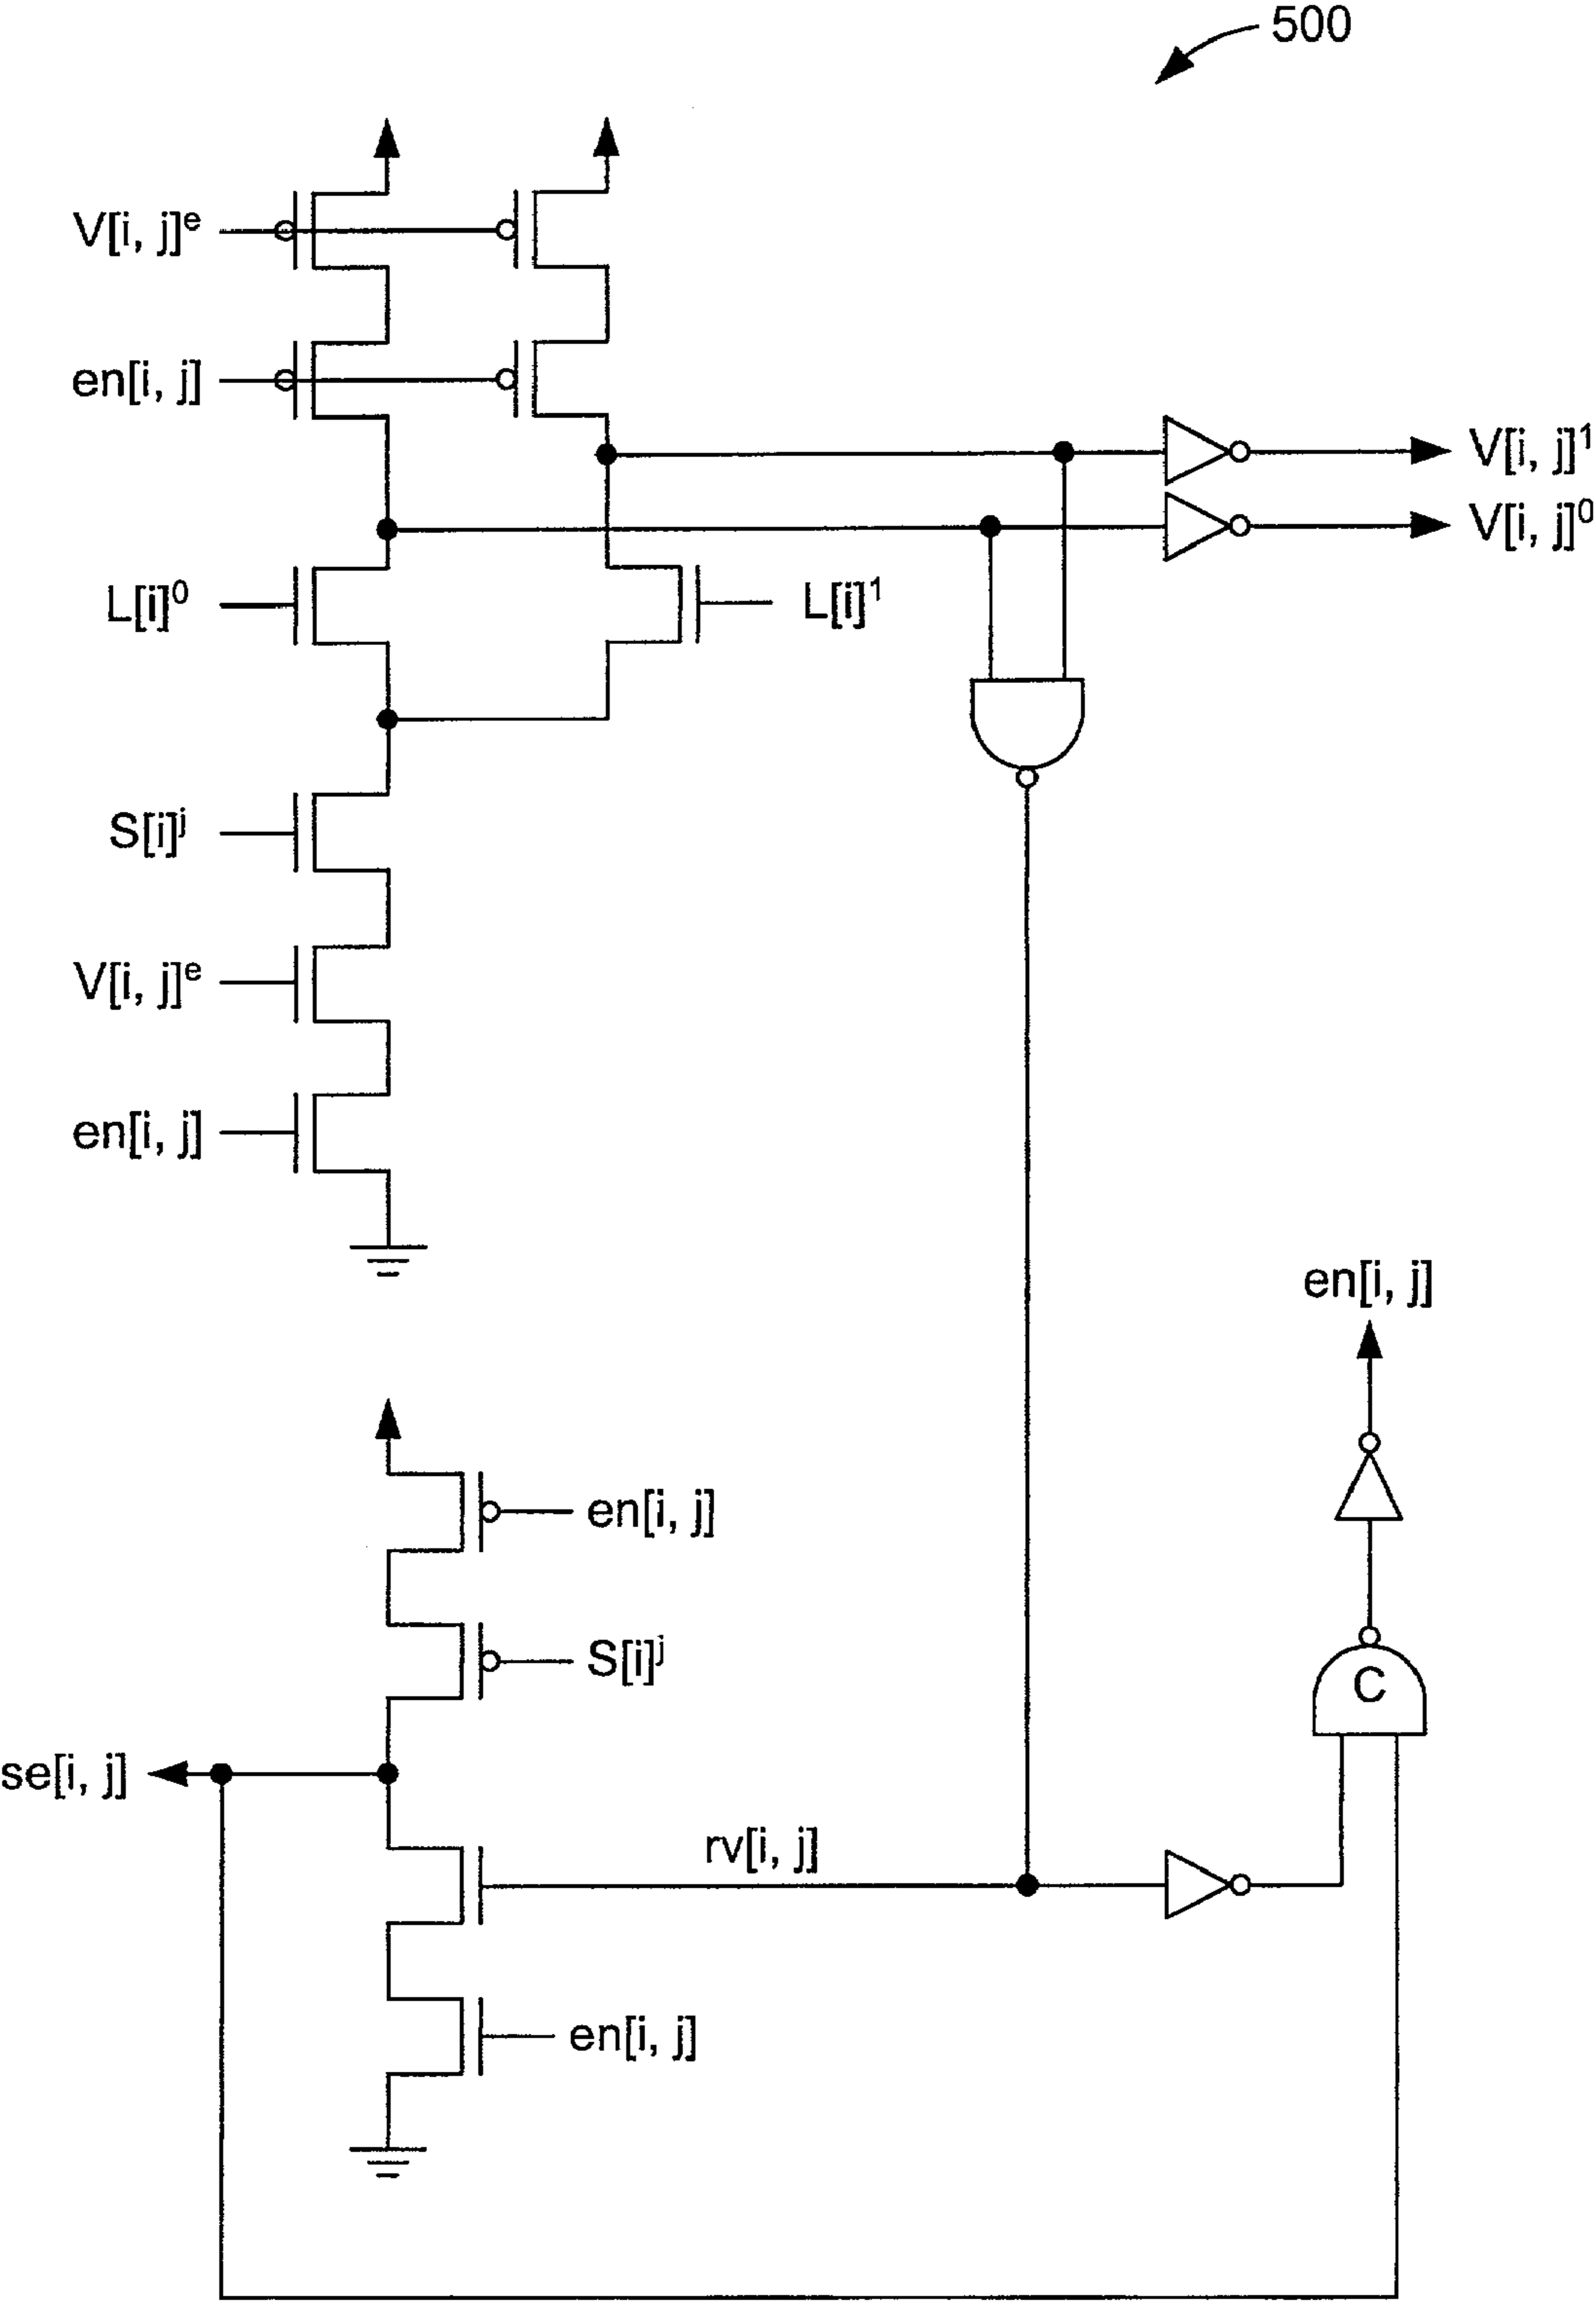 500
V[i, j]ᵉ
en[i, j]
V[i, j]¹
V[i, j]⁰
L[i]⁰
L[i]¹
S[i]ʲ
V[i, j]ᵉ
en[i, j]
en[i, j]
en[i, j]
S[i]ʲ
C
se[i, j]
rv[i, j]
en[i, j]